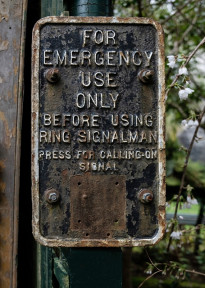 FOR
EMERGENCY
USE
ONLY
BEFORE USING
RING SIGNALMAN
PRESS FOR CALLING-ON
SIGNAL